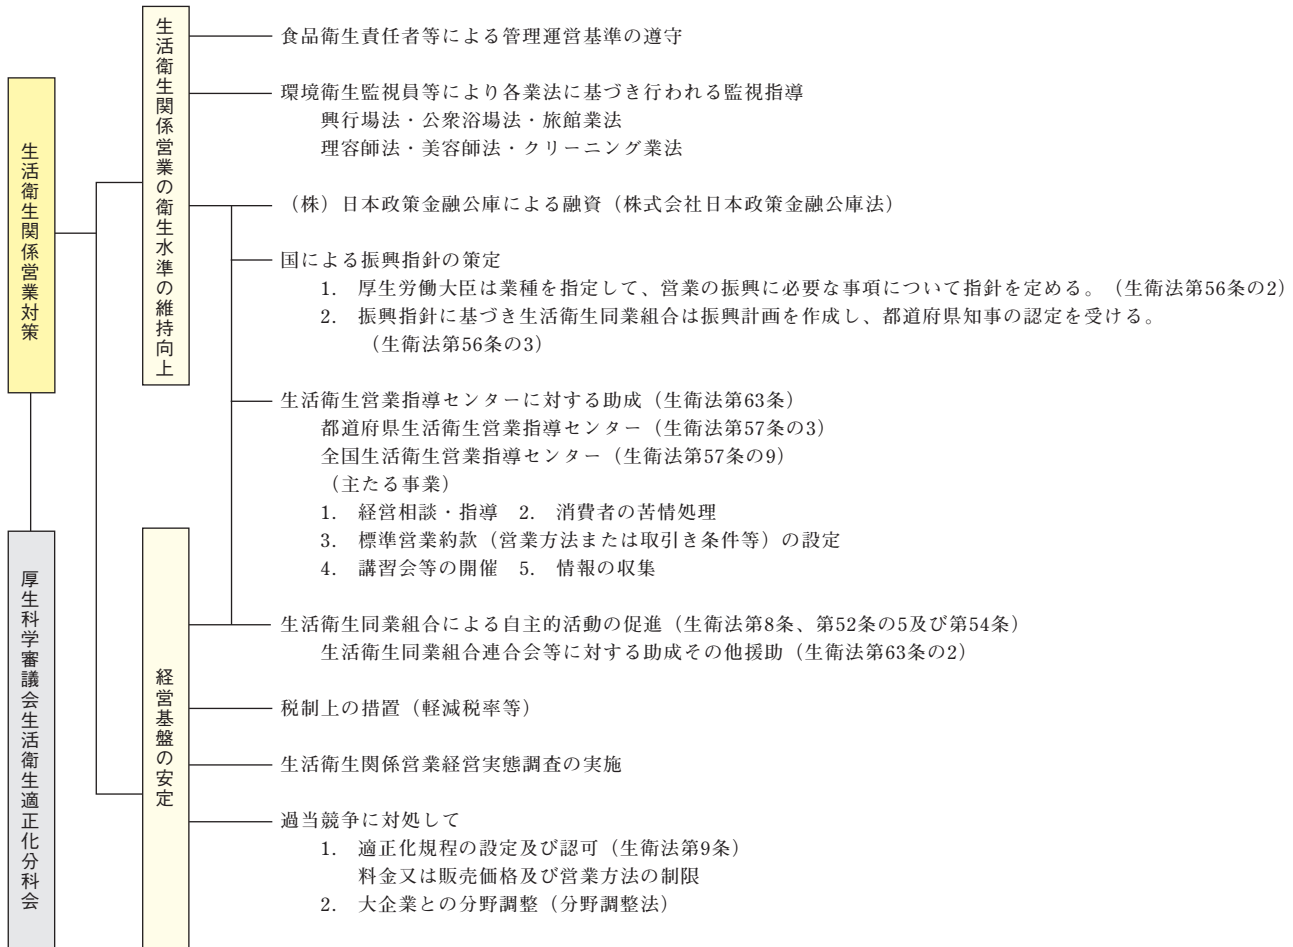 生活衛生関係営業対策
厚生科学審議会生活衛生適正化分科会
生活衛生関係営業の衛生水準の維持向上
経営基盤の安定
食品衛生責任者等による管理運営基準の遵守
環境衛生監視員等により各業法に基づき行われる監視指導
興行場法・公衆浴場法・旅館業法
理容師法・美容師法・クリーニング業法
（株）日本政策金融公庫による融資（株式会社日本政策金融公庫法）
国による振興指針の策定
1. 厚生労働大臣は業種を指定して、営業の振興に必要な事項について指針を定める。（生衛法第56条の2）
2. 振興指針に基づき生活衛生同業組合は振興計画を作成し、都道府県知事の認定を受ける。
（生衛法第56条の3）
生活衛生営業指導センターに対する助成（生衛法第63条）
都道府県生活衛生営業指導センター（生衛法第57条の3）
全国生活衛生営業指導センター（生衛法第57条の9）
（主たる事業）
1. 経営相談・指導 2. 消費者の苦情処理
3. 標準営業約款（営業方法または取引き条件等）の設定
4. 講習会等の開催 5. 情報の収集
生活衛生同業組合による自主的活動の促進（生衛法第8条、第52条の5及び第54条）
生活衛生同業組合連合会等に対する助成その他援助（生衛法第63条の2）
税制上の措置（軽減税率等）
生活衛生関係営業経営実態調査の実施
過当競争に対処して
1. 適正化規程の設定及び認可（生衛法第9条）
料金又は販売価格及び営業方法の制限
2. 大企業との分野調整（分野調整法）